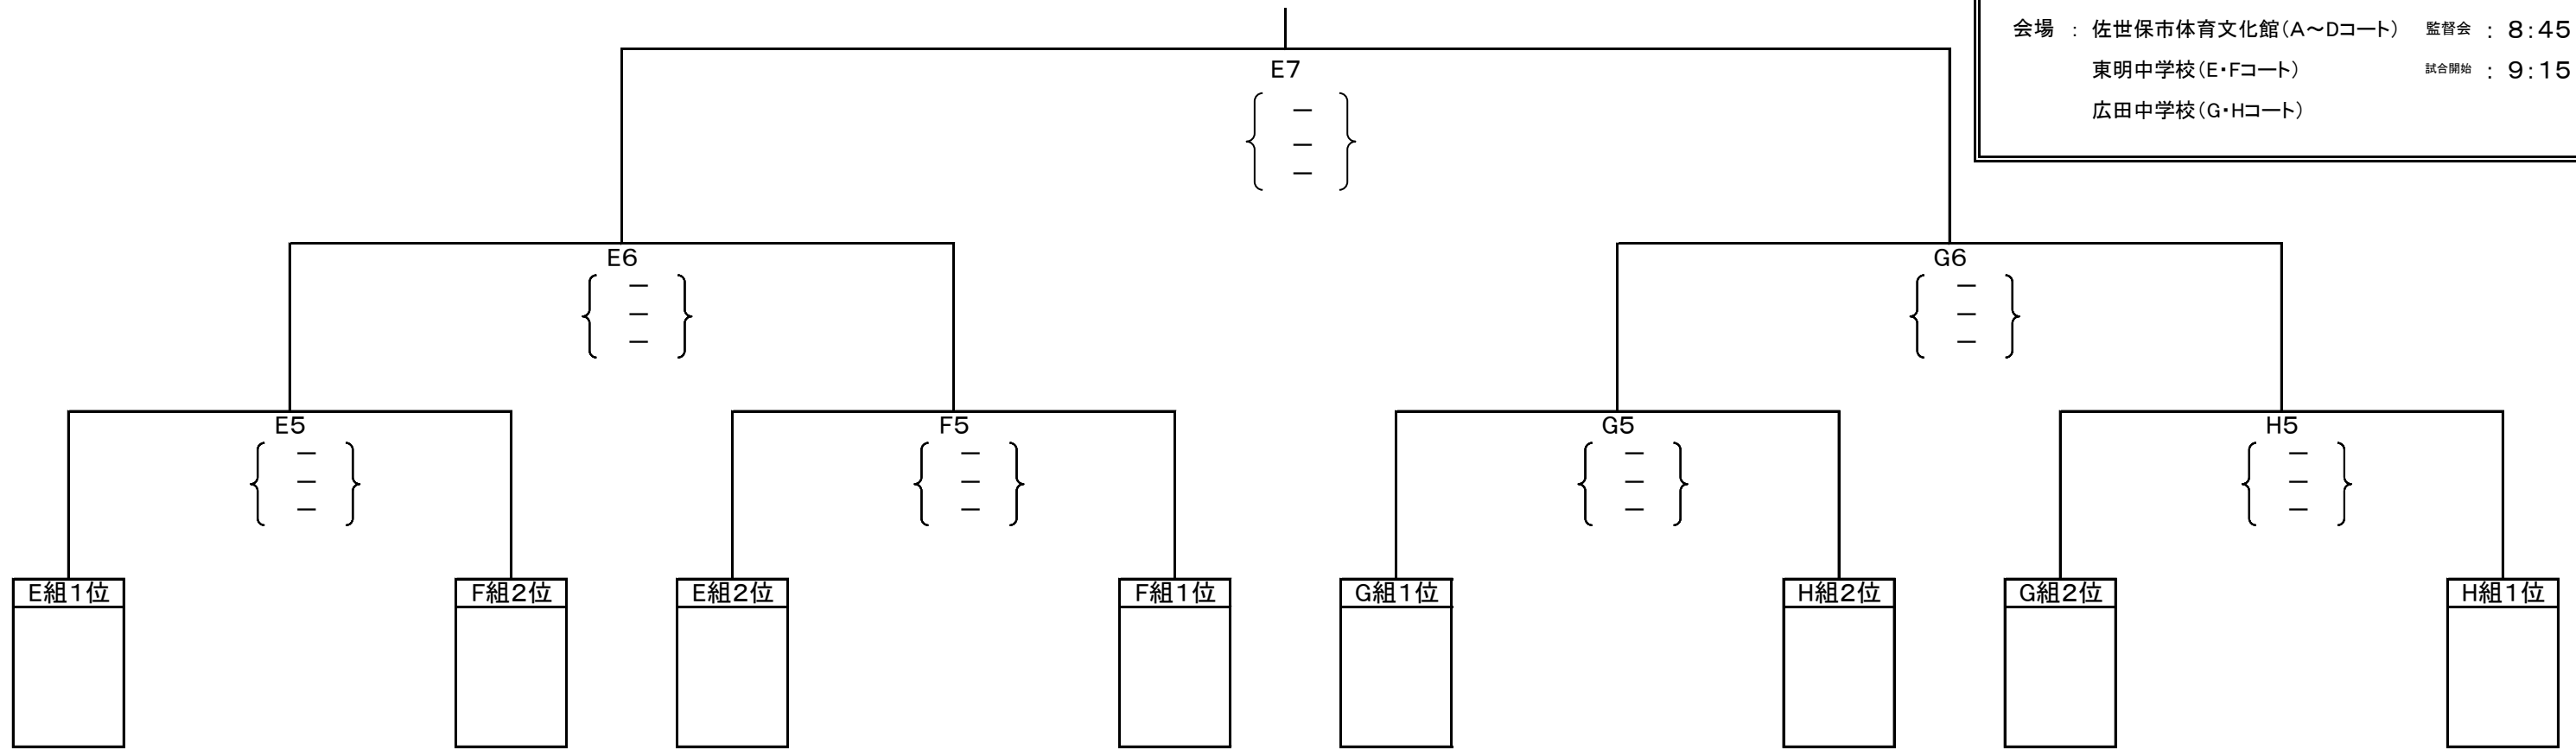 会場 ： 佐世保市体育文化館（A～Dコート） 監督会 ： 8:45
東明中学校（E・Fコート） 試合開始 ： 9:15
広田中学校（G・Hコート）
E7
－
－
－
E6
－
－
－
G6
－
－
－
E5
－
－
－
F5
－
－
－
G5
－
－
－
H5
－
－
－
E組1位
F組2位
E組2位
F組1位
G組1位
H組2位
G組2位
H組1位